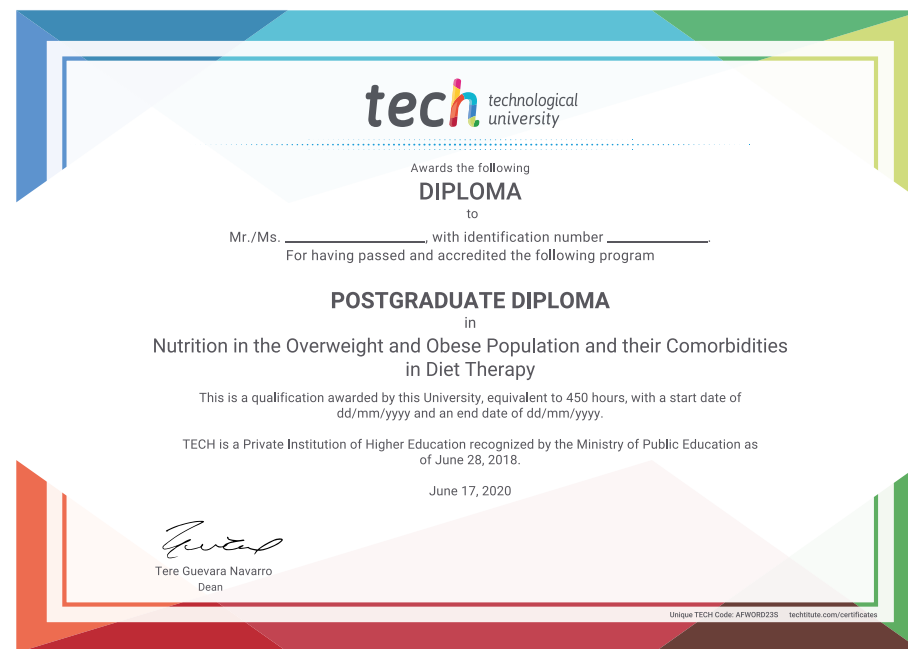 tech technological
university
Awards the following
DIPLOMA
to
Mr./Ms. ____________, with identification number _________.
For having passed and accredited the following program
POSTGRADUATE DIPLOMA
in
Nutrition in the Overweight and Obese Population and their Comorbidities
in Diet Therapy
This is a qualification awarded by this University, equivalent to 450 hours, with a start date of
dd/mm/yyyy and an end date of dd/mm/yyyy.
TECH is a Private Institution of Higher Education recognized by the Ministry of Public Education as
of June 28, 2018.
June 17, 2020
Tere Guevara Navarro
Dean
Unique TECH Code: AFWORD23S techtitute.com/certificates